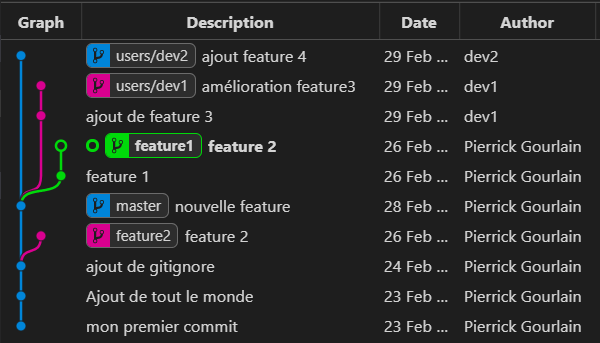 Graph Description Date Author
users/dev2 ajout feature 4 29 Feb ... dev2
users/dev1 amélioration feature3 29 Feb ... dev1
ajout de feature 3 29 Feb ... dev1
feature1 feature 2 26 Feb ... Pierrick Gourlain
feature 1 26 Feb ... Pierrick Gourlain
master nouvelle feature 28 Feb ... Pierrick Gourlain
feature2 feature 2 26 Feb ... Pierrick Gourlain
ajout de gitignore 24 Feb ... Pierrick Gourlain
Ajout de tout le monde 23 Feb ... Pierrick Gourlain
mon premier commit 23 Feb ... Pierrick Gourlain